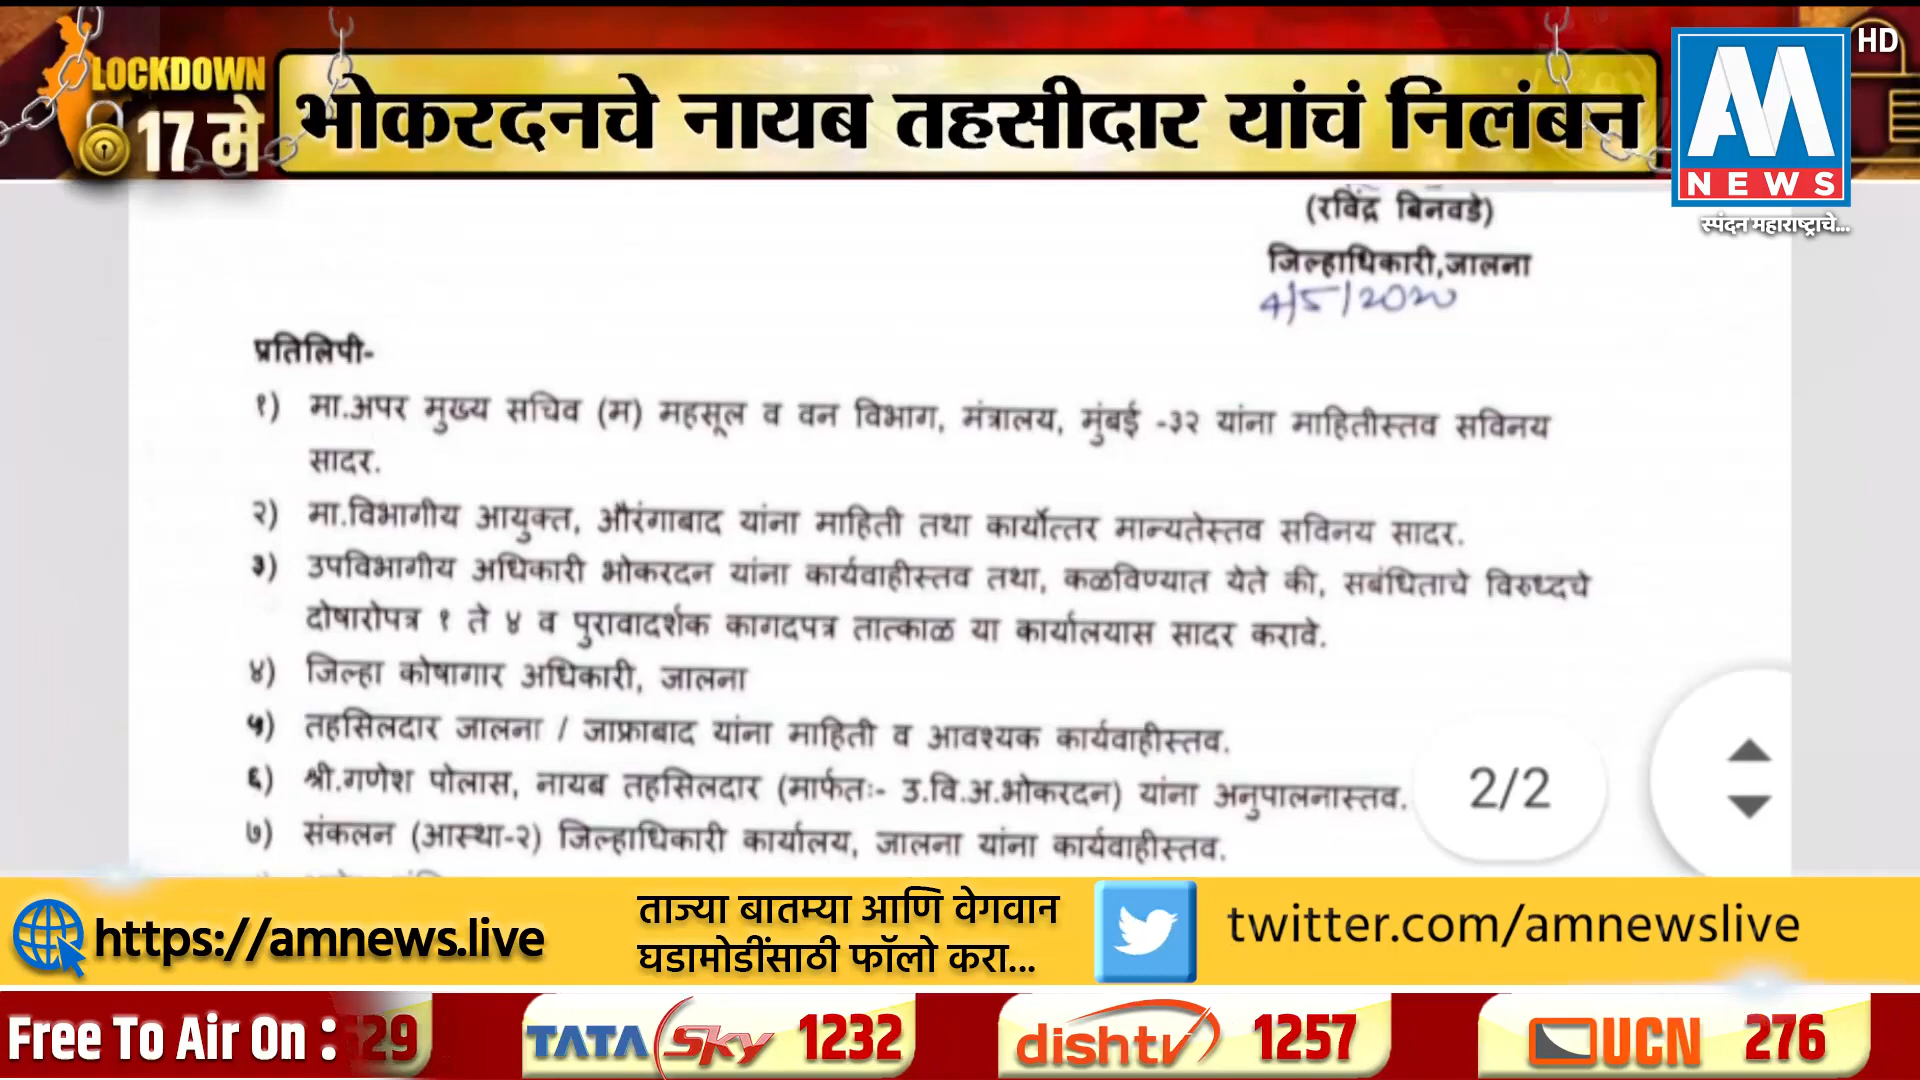 LOCKDOWN
17 मे
भोकरदनचे नायब तहसीदार यांचं निलंबन
HD
AM
NEWS
स्पंदन महाराष्ट्राचे...
(रविंद्र बिनवडे)
जिल्हाधिकारी,जालना
4/5/2020
प्रतिलिपी-
१) मा.अपर मुख्य सचिव (म) महसूल व वन विभाग, मंत्रालय, मुंबई -३२ यांना माहितीस्तव सविनय
सादर.
२) मा.विभागीय आयुक्त, औरंगाबाद यांना माहिती तथा कार्योत्तर मान्यतेस्तव सविनय सादर.
३) उपविभागीय अधिकारी भोकरदन यांना कार्यवाहीस्तव तथा, कळविण्यात येते की, सबंधिताचे विरुध्दचे
दोषारोपत्र १ ते ४ व पुरावादर्शक कागदपत्र तात्काळ या कार्यालयास सादर करावे.
४) जिल्हा कोषागार अधिकारी, जालना
५) तहसिलदार जालना / जाफ्राबाद यांना माहिती व आवश्यक कार्यवाहीस्तव.
६) श्री.गणेश पोलास, नायब तहसिलदार (मार्फतः- उ.वि.अ.भोकरदन) यांना अनुपालनास्तव.
2/2
७) संकलन (आस्था-२) जिल्हाधिकारी कार्यालय, जालना यांना कार्यवाहीस्तव.
https://amnews.live
ताज्या बातम्या आणि वेगवान
घडामोडींसाठी फॉलो करा...
twitter.com/amnewslive
Free To Air On : 29
TATA Sky 1232
dishtv 1257
UCN 276